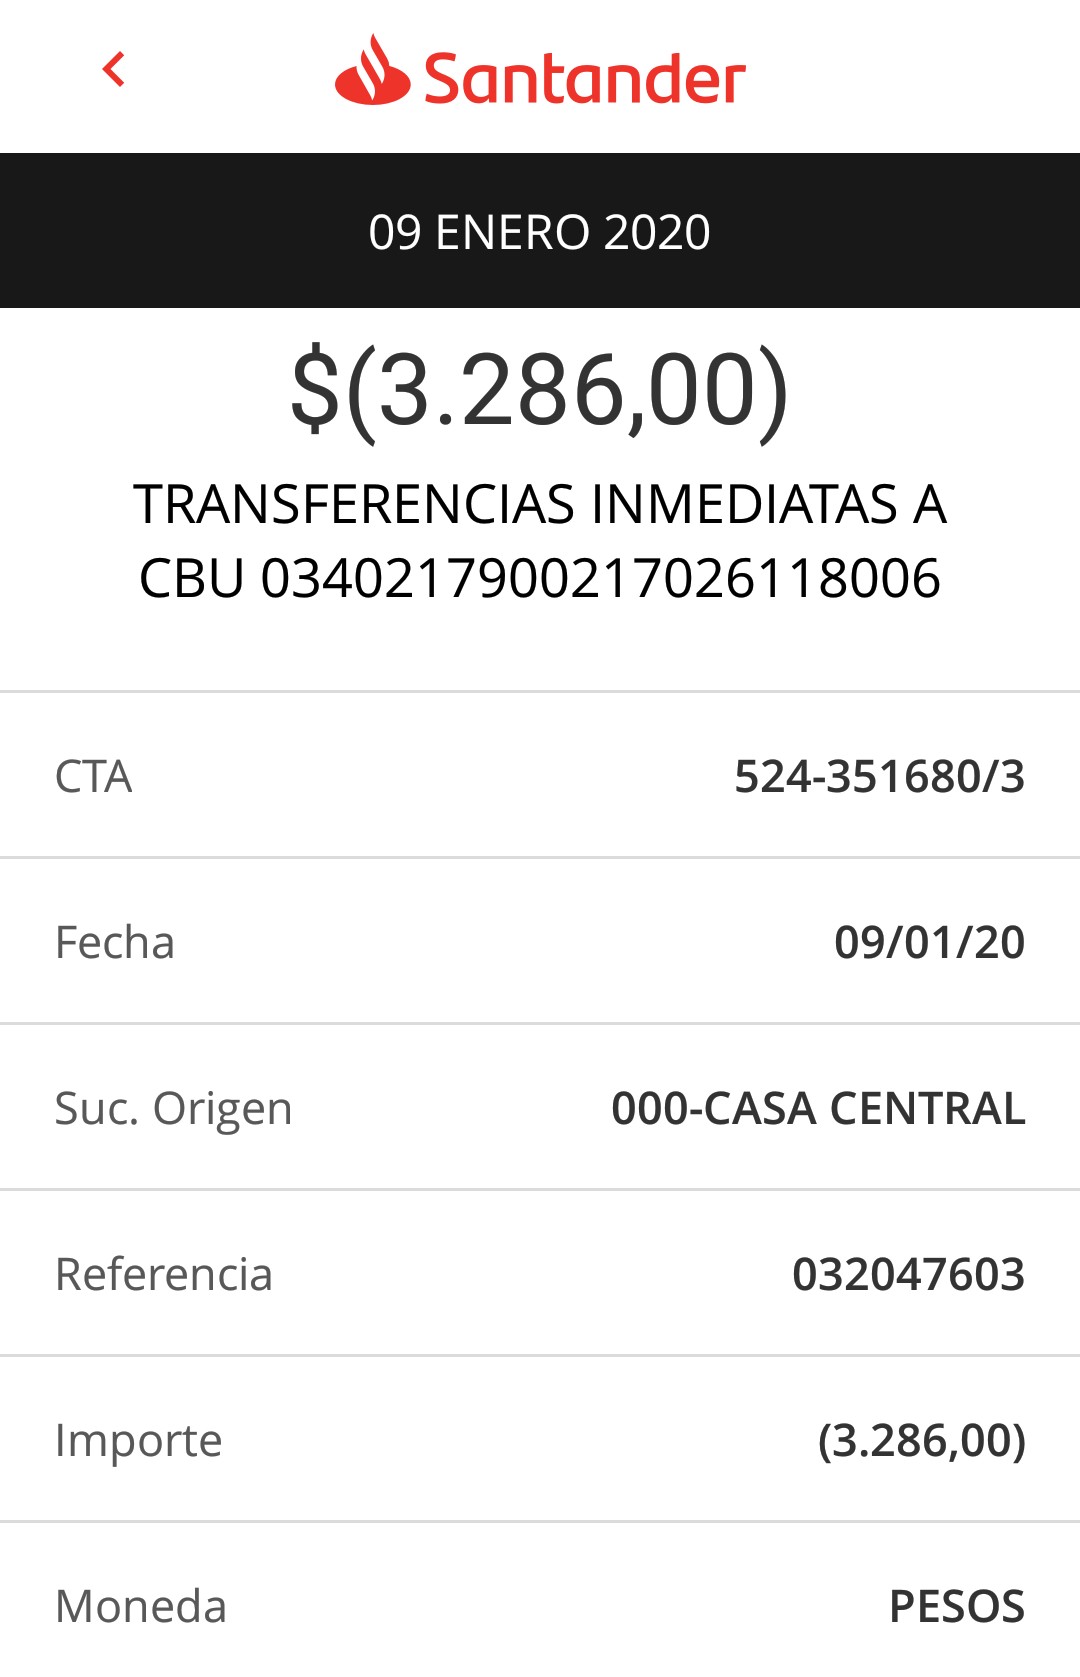 Santander
09 ENERO 2020
$(3.286,00)
TRANSFERENCIAS INMEDIATAS A
CBU 0340217900217026118006
CTA 524-351680/3
Fecha 09/01/20
Suc. Origen 000-CASA CENTRAL
Referencia 032047603
Importe (3.286,00)
Moneda PESOS